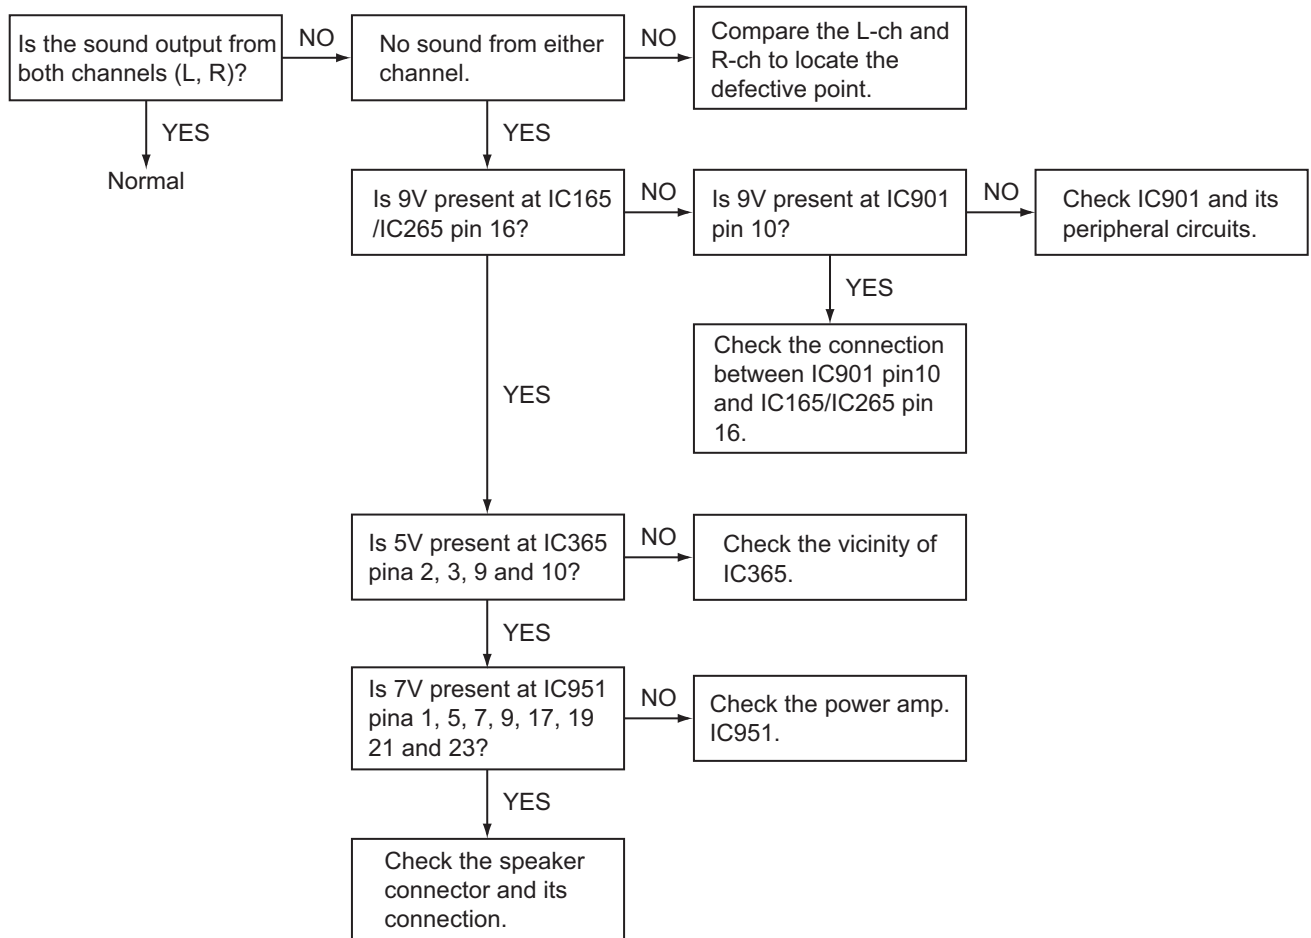 Is the sound output from
both channels (L, R)?
NO
No sound from either
channel.
NO
Compare the L-ch and
R-ch to locate the
defective point.
YES
Normal
YES
Is 9V present at IC165
/IC265 pin 16?
NO
Is 9V present at IC901
pin 10?
NO
Check IC901 and its
peripheral circuits.
YES
Check the connection
between IC901 pin10
and IC165/IC265 pin
16.
YES
Is 5V present at IC365
pina 2, 3, 9 and 10?
NO
Check the vicinity of
IC365.
YES
Is 7V present at IC951
pina 1, 5, 7, 9, 17, 19
21 and 23?
NO
Check the power amp.
IC951.
YES
Check the speaker
connector and its
connection.